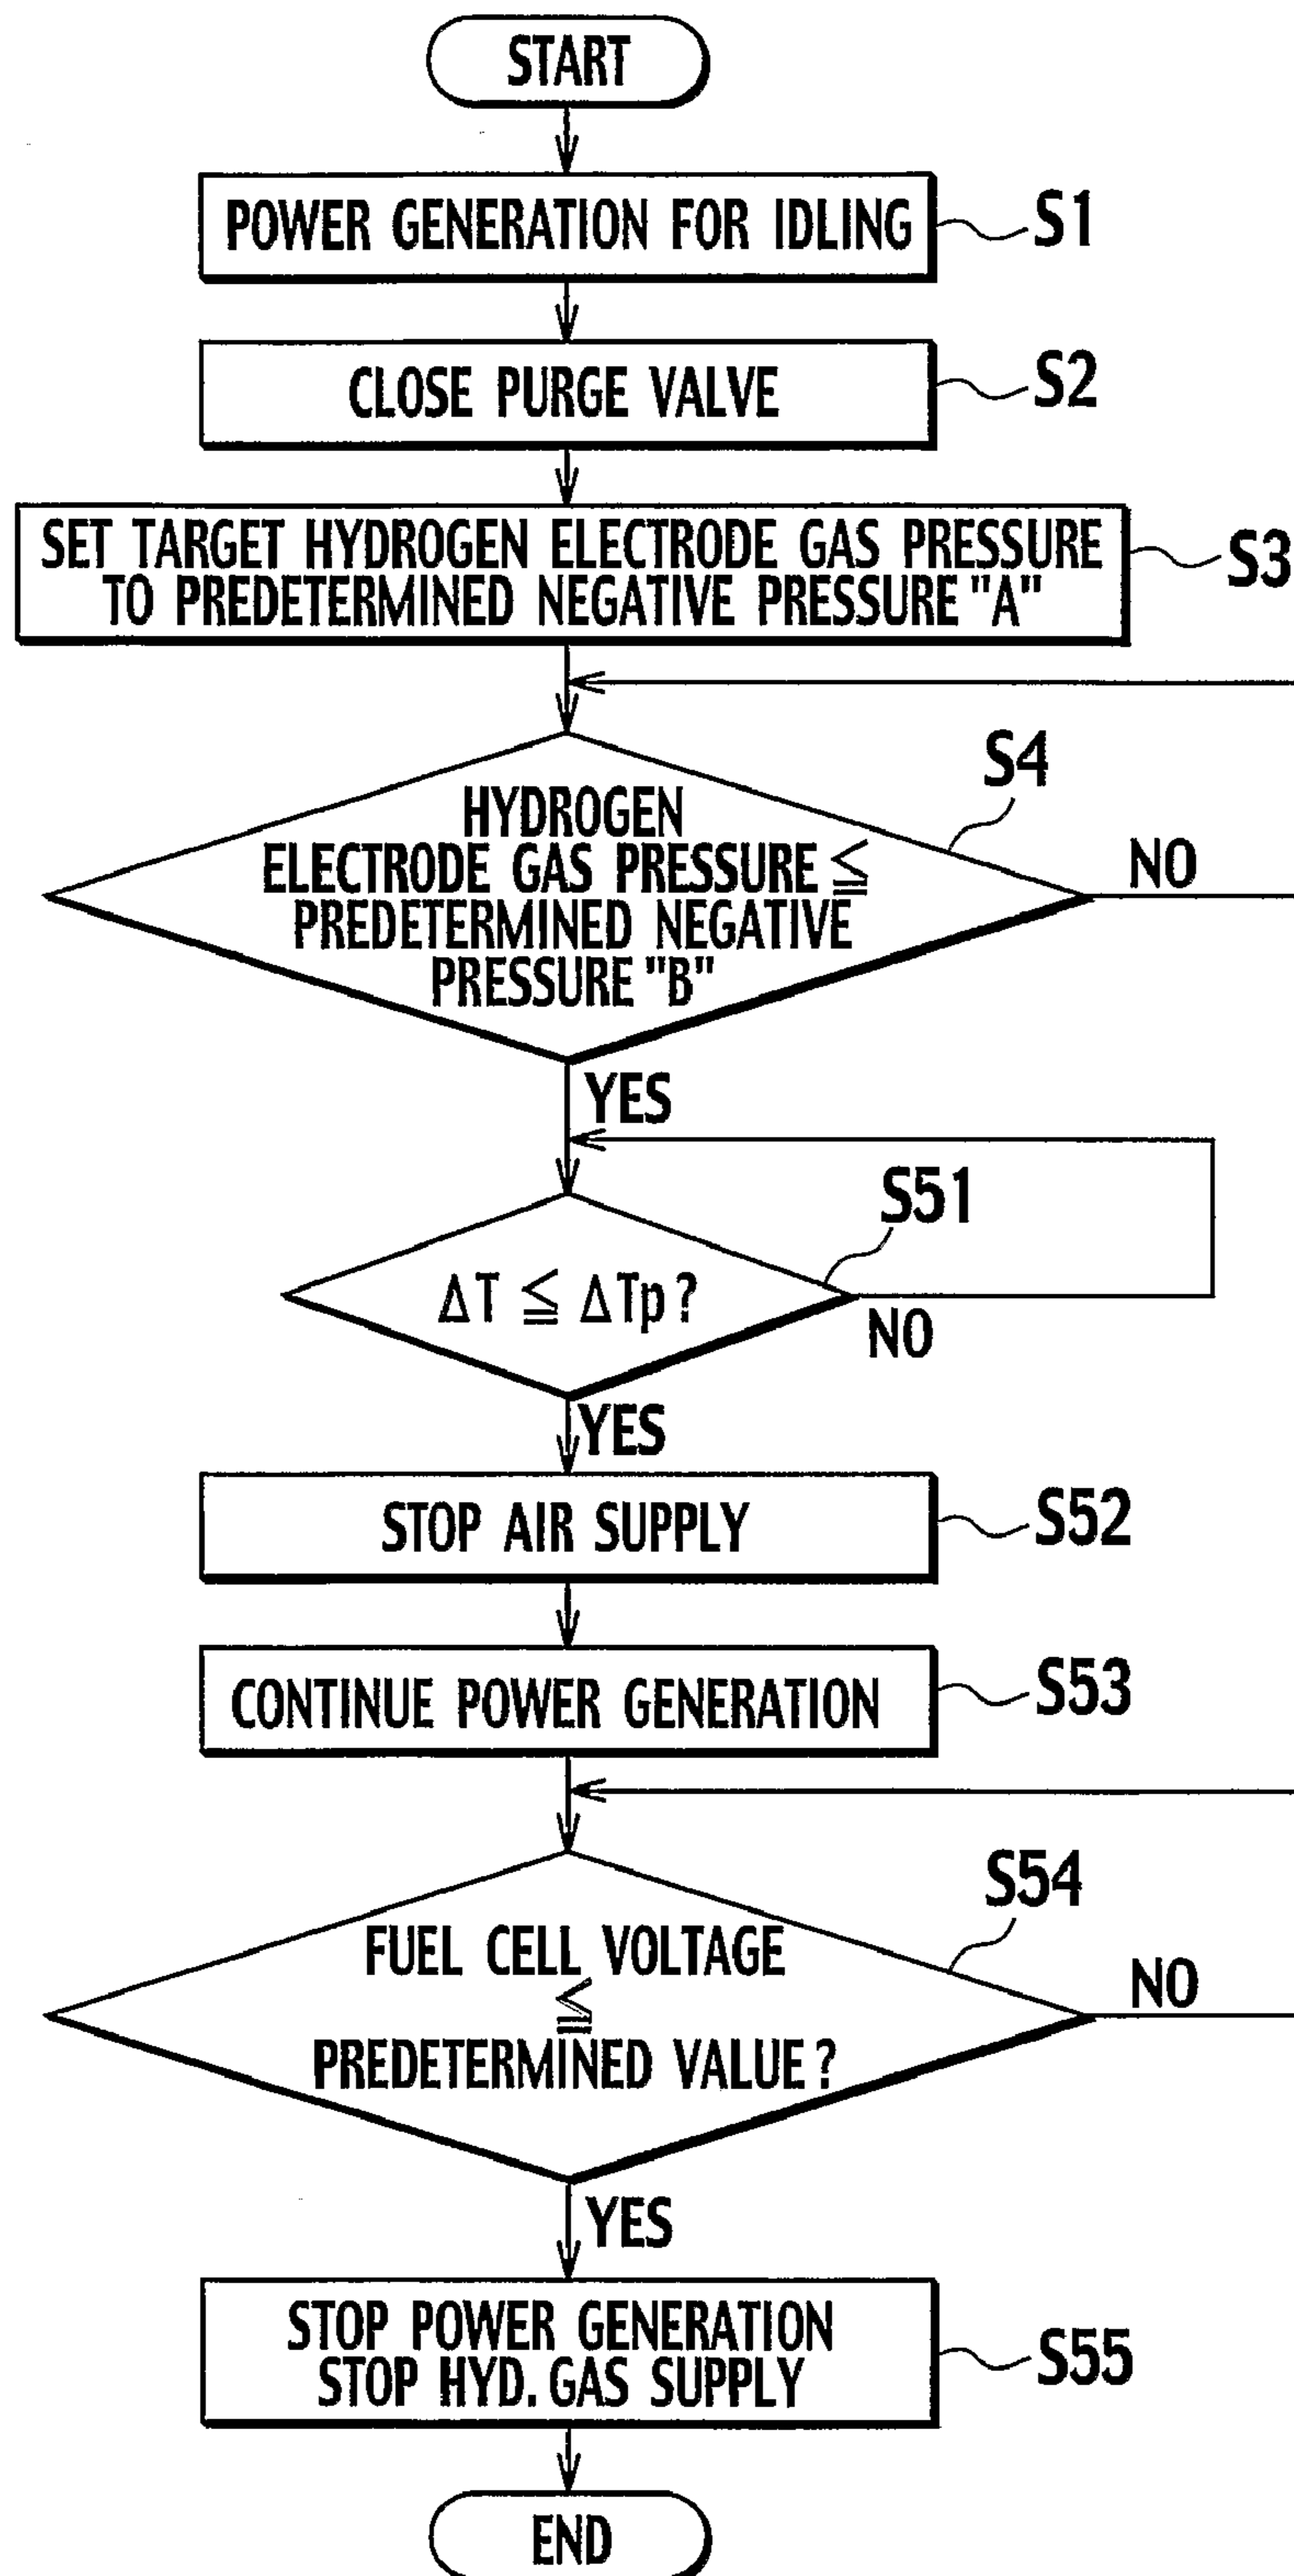 START
POWER GENERATION FOR IDLING
S1
CLOSE PURGE VALVE
S2
SET TARGET HYDROGEN ELECTRODE GAS PRESSURE
TO PREDETERMINED NEGATIVE PRESSURE "A"
S3
S4
HYDROGEN
ELECTRODE GAS PRESSURE ≦
PREDETERMINED NEGATIVE
PRESSURE "B"
NO
YES
S51
ΔT ≦ ΔTp ?
NO
YES
STOP AIR SUPPLY
S52
CONTINUE POWER GENERATION
S53
S54
FUEL CELL VOLTAGE
≦
PREDETERMINED VALUE ?
NO
YES
STOP POWER GENERATION
STOP HYD. GAS SUPPLY
S55
END